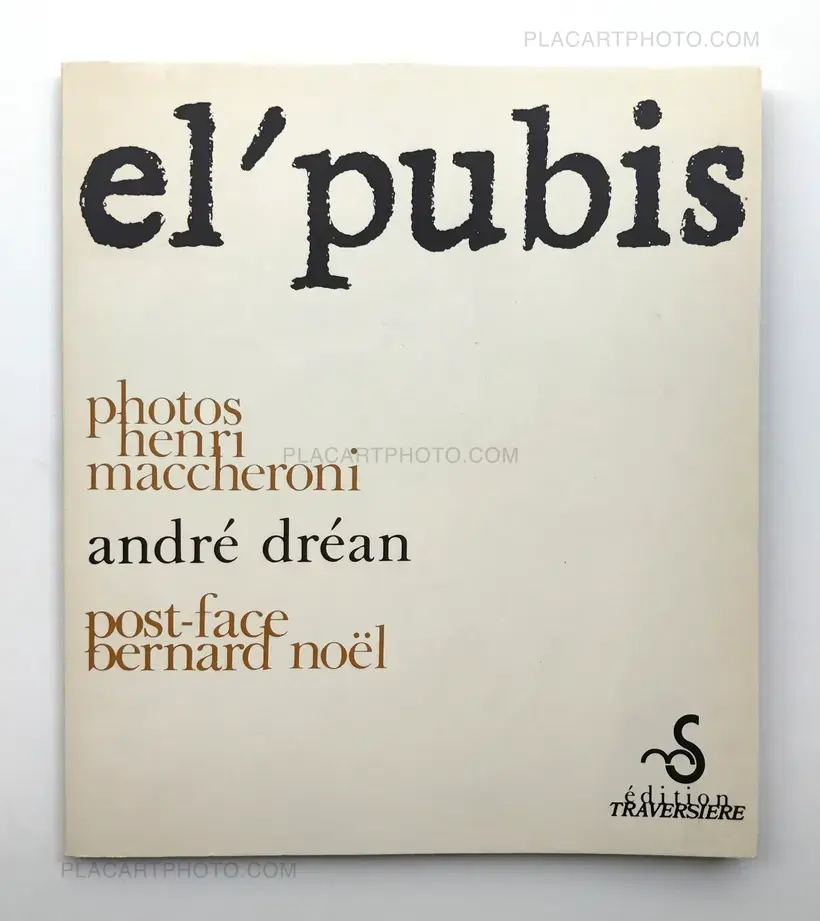 PLACARTPHOTO.COM
el'pubis
photos
henri
maccheroni
PLACARTPHOTO.COM
andré dréan
post-face
bernard noël
édition
TRAVERSIERE
PLACARTPHOTO.COM